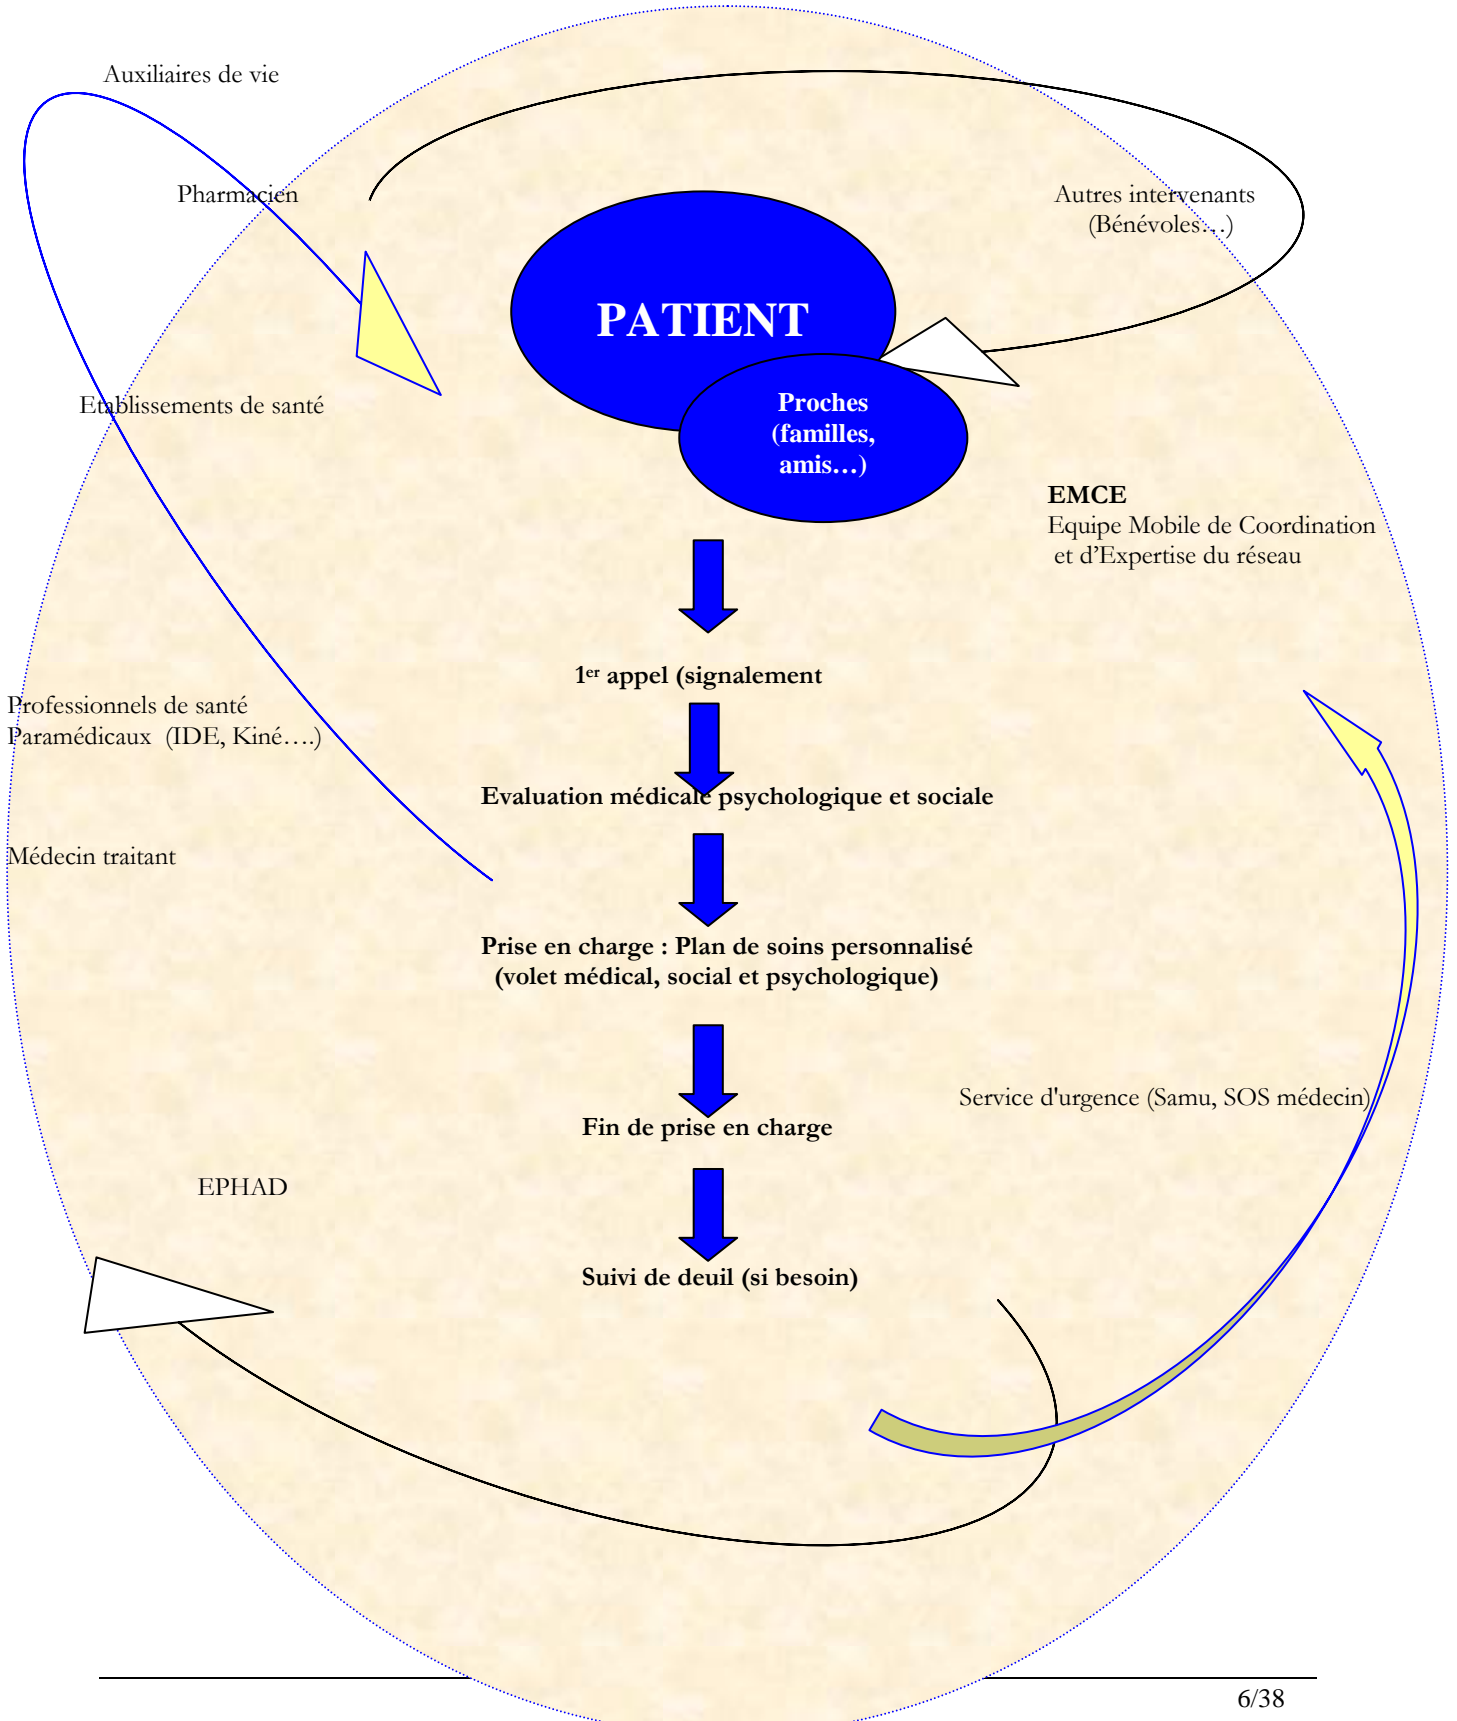 Auxiliaires de vie
Pharmacien
Autres intervenants
(Bénévoles…)
PATIENT
Etablissements de santé
Proches
(familles,
amis…)
EMCE
Equipe Mobile de Coordination
et d’Expertise du réseau
1er appel (signalement
Professionnels de santé
Paramédicaux (IDE, Kiné….)
Evaluation médicale psychologique et sociale
Médecin traitant
Prise en charge : Plan de soins personnalisé
(volet médical, social et psychologique)
Service d'urgence (Samu, SOS médecin)
Fin de prise en charge
EPHAD
Suivi de deuil (si besoin)
6/38